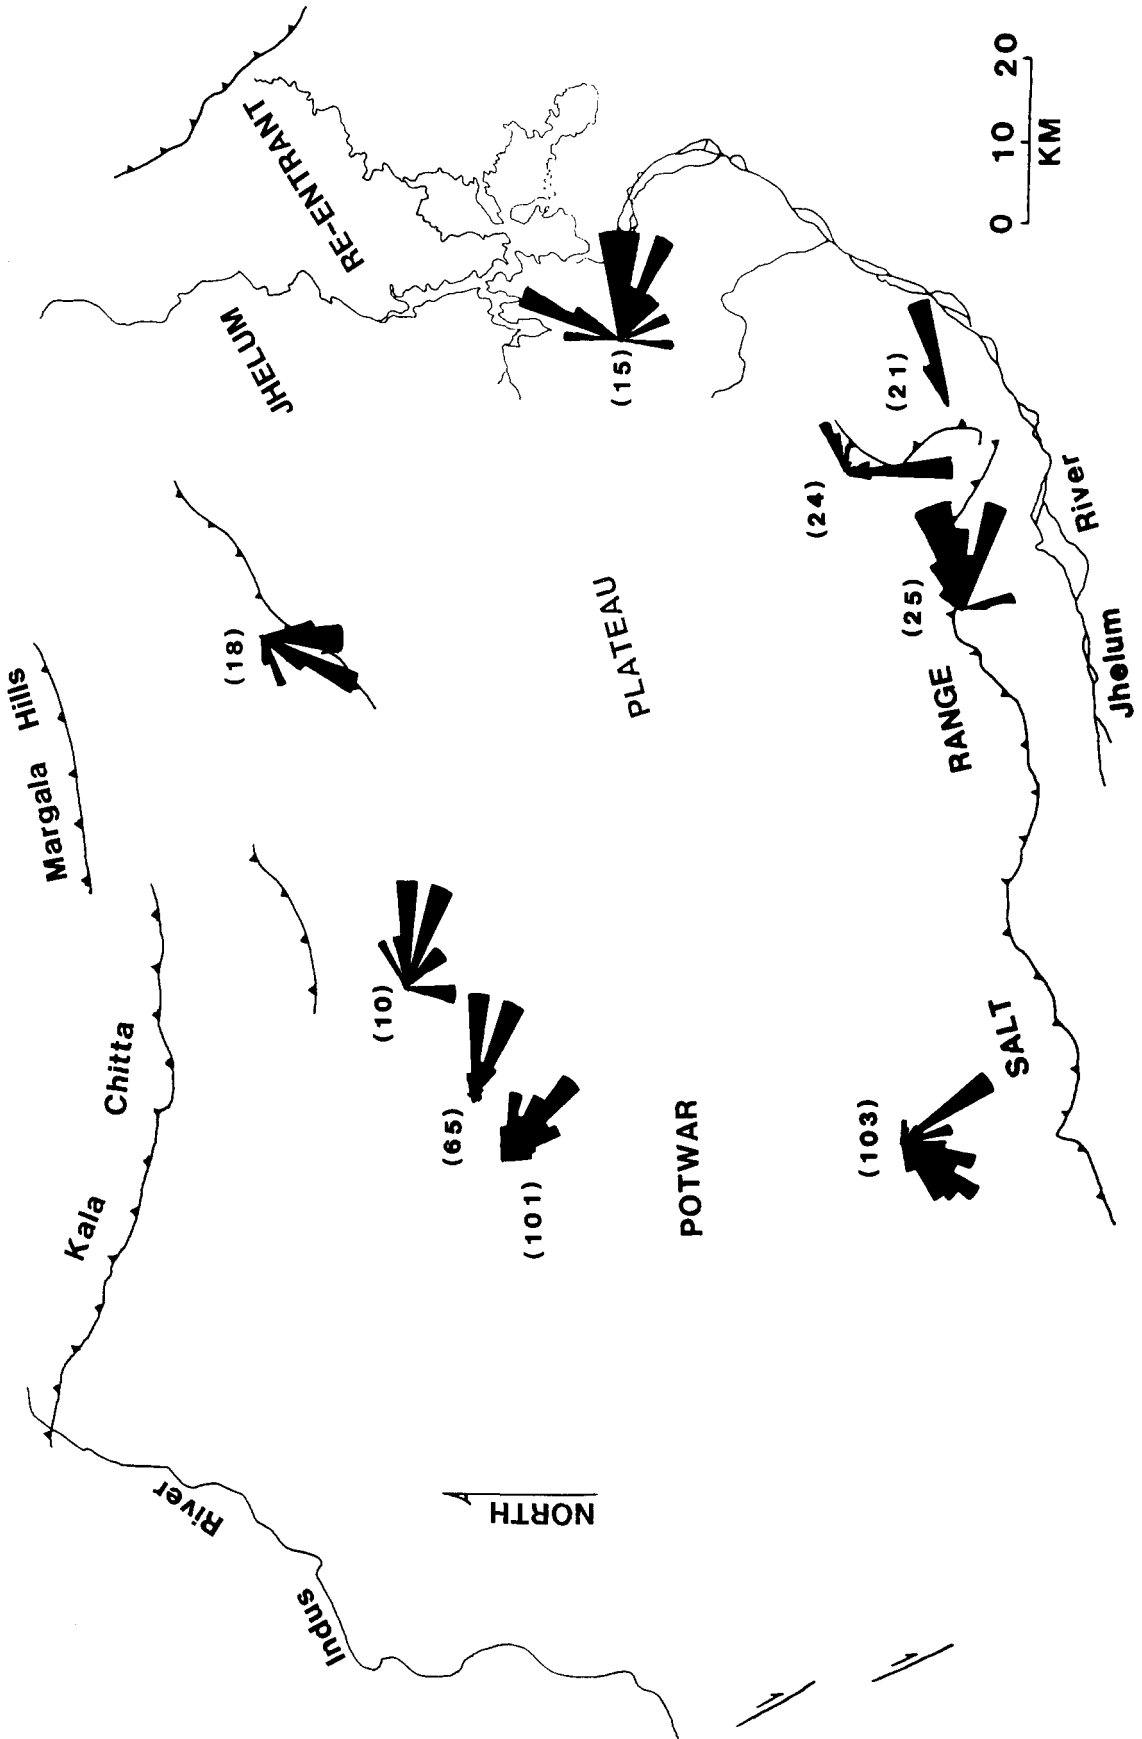 Margala Hills
Kala Chitta
JHELUM RE-ENTRANT
(18)
(10)
(65)
(101)
(15)
Indus River
NORTH
POTWAR PLATEAU
(24)
(21)
(25)
(103)
SALT RANGE
Jhelum River
0 10 20
KM